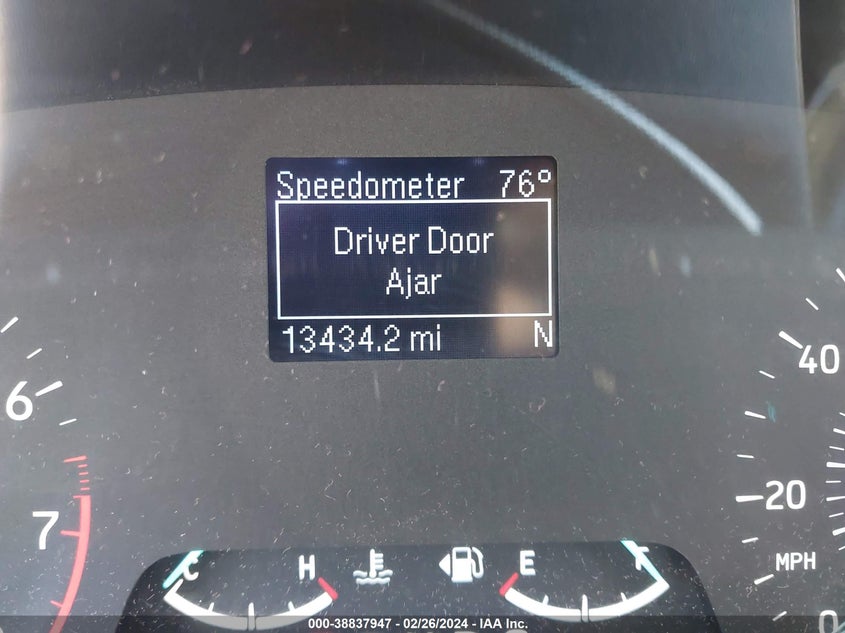 Speedometer 76°
Driver Door
Ajar
13434.2 mi N
6
7
40
20
MPH
0
C H E F
000-38837947 - 02/26/2024 - IAA Inc.